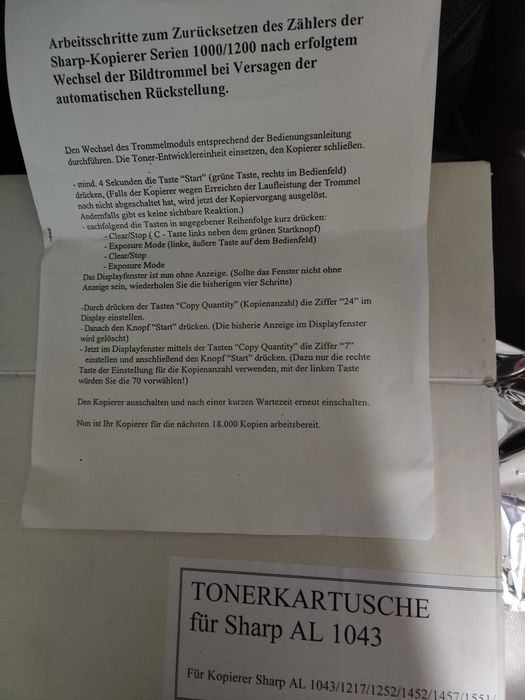 Arbeitsschritte zum Zurücksetzen des Zählers der
Sharp-Kopierer Serien 1000/1200 nach erfolgtem
Wechsel der Bildtrommel bei Versagen der
automatischen Rückstellung.
Den Wechsel des Trommelmoduls entsprechend der Bedienungsanleitung
durchführen. Die Toner-Entwicklereinheit einsetzen, den Kopierer schließen.
- mind. 4 Sekunden die Taste “Start” (grüne Taste, rechts im Bedienfeld)
drücken, (Falls der Kopierer wegen Erreichen der Laufleistung der Trommel
noch nicht abgeschaltet hat, wird jetzt der Kopiervorgang ausgelöst.
Andernfalls gibt es keine sichtbare Reaktion.)
- nachfolgend die Tasten in angegebener Reihenfolge kurz drücken:
- Clear/Stop ( C - Taste links neben dem grünen Startknopf)
- Exposure Mode (linke, äußere Taste auf dem Bedienfeld)
- Clear/Stop
- Exposure Mode
Das Displayfenster ist nun ohne Anzeige. (Sollte das Fenster nicht ohne
Anzeige sein, wiederholen Sie die bisherigen vier Schritte)
-Durch drücken der Tasten “Copy Quantity” (Kopienanzahl) die Ziffer “24” im
Display einstellen.
- Danach den Knopf “Start” drücken. (Die bisherie Anzeige im Displayfenster
wird gelöscht)
- Jetzt im Displayfenster mittels der Tasten “Copy Quantity” die Ziffer “7”
einstellen und anschließend den Knopf “Start” drücken. (Dazu nur die rechte
Taste der Einstellung für die Kopienanzahl verwenden, mit der linken Taste
würden Sie die 70 vorwählen!)
Den Kopierer ausschalten und nach einer kurzen Wartezeit erneut einschalten.
Nun ist Ihr Kopierer für die nächsten 18.000 Kopien arbeitsbereit.
TONERKARTUSCHE
für Sharp AL 1043
Für Kopierer Sharp AL 1043/1217/1252/1452/1457/1551/